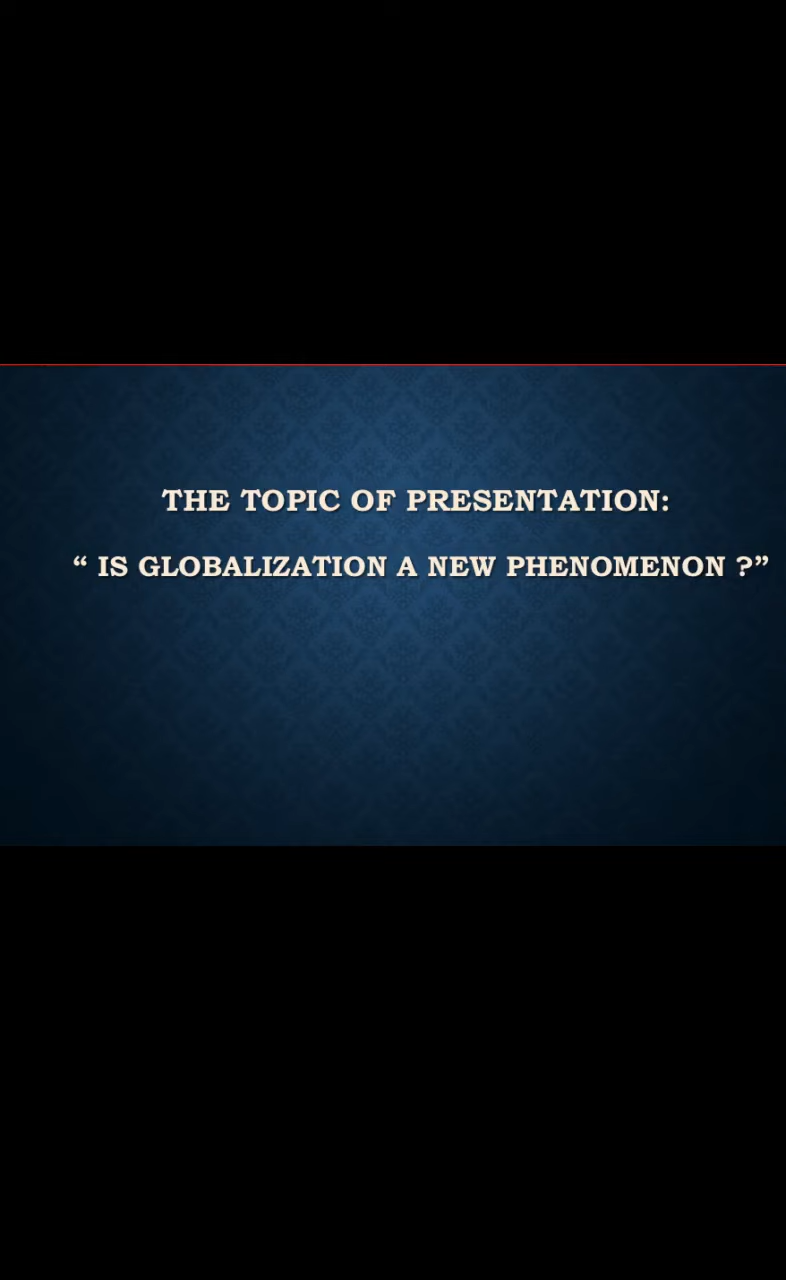 THE TOPIC OF PRESENTATION:
“ IS GLOBALIZATION A NEW PHENOMENON ?”